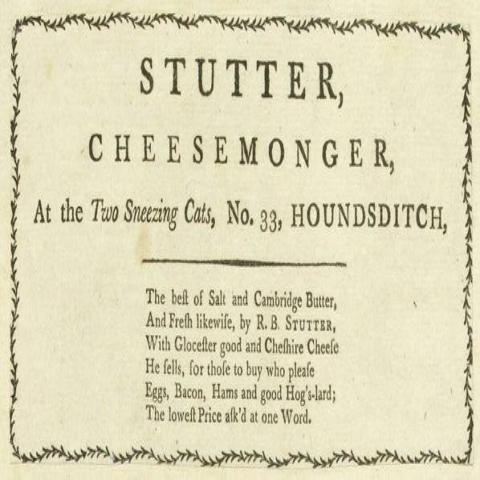 STUTTER,
CHEESEMONGER,
At the Two Sneezing Cats, No. 33, HOUNDSDITCH,
The beſt of Salt and Cambridge Butter,
And Freſh likewiſe, by R. B. STUTTER,
With Gloceſter good and Cheſhire Cheeſe
He ſells, for thoſe to buy who pleaſe
Eggs, Bacon, Hams and good Hog's-lard;
The loweſt Price aſk'd at one Word.